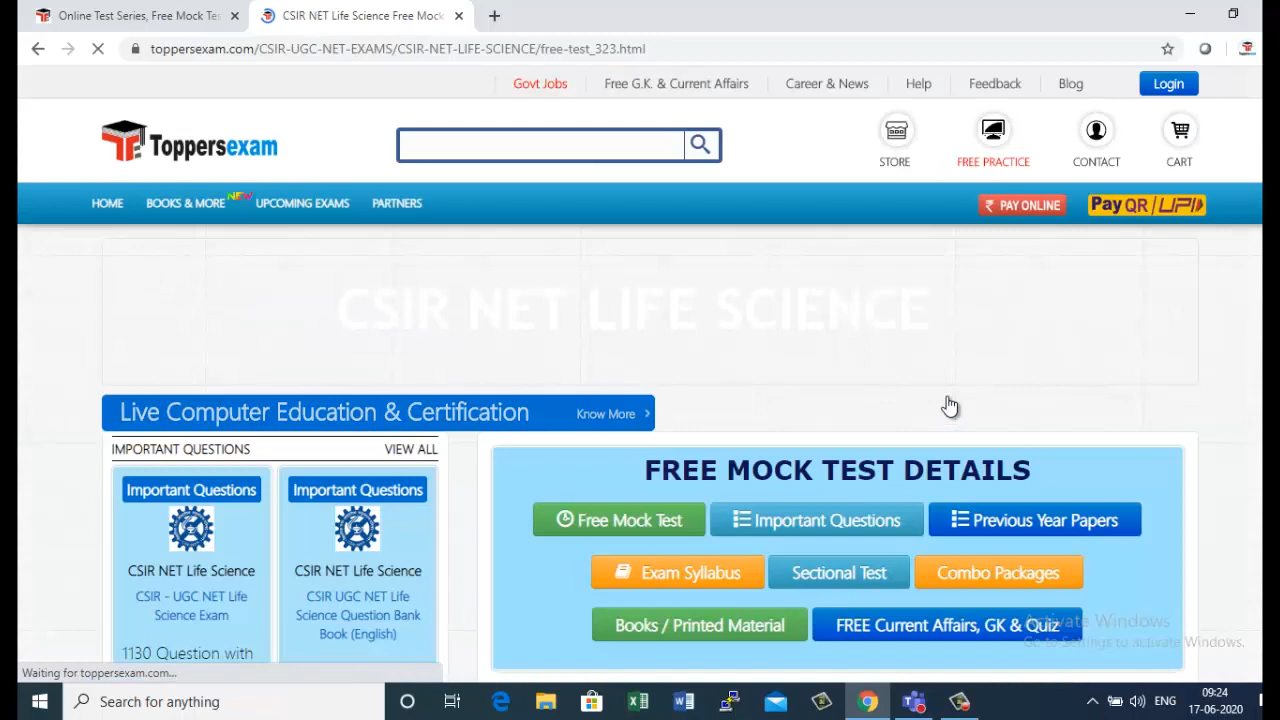 Online Test Series, Free Mock Tes
CSIR NET Life Science Free Mock
toppersexam.com/CSIR-UGC-NET-EXAMS/CSIR-NET-LIFE-SCIENCE/free-test_323.html
Toppersexam
Govt Jobs
Free G.K. & Current Affairs
Career & News
Help
Feedback
Blog
Login
Toppersexam
STORE
FREE PRACTICE
CONTACT
CART
HOME
BOOKS & MORE
NEW
UPCOMING EXAMS
PARTNERS
₹ PAY ONLINE
Pay QR / UPI
CSIR NET LIFE SCIENCE
Live Computer Education & Certification
Know More
IMPORTANT QUESTIONS
VIEW ALL
Important Questions
CSIR NET Life Science
CSIR - UGC NET Life
Science Exam
1130 Question with
Important Questions
CSIR NET Life Science
CSIR UGC NET Life
Science Question Bank
Book (English)
FREE MOCK TEST DETAILS
Free Mock Test
Important Questions
Previous Year Papers
Exam Syllabus
Sectional Test
Combo Packages
Books / Printed Material
FREE Current Affairs, GK & Quiz
Activate Windows
Go to Settings to activate Windows.
Waiting for toppersexam.com...
Search for anything
ENG
09:24
17-06-2020